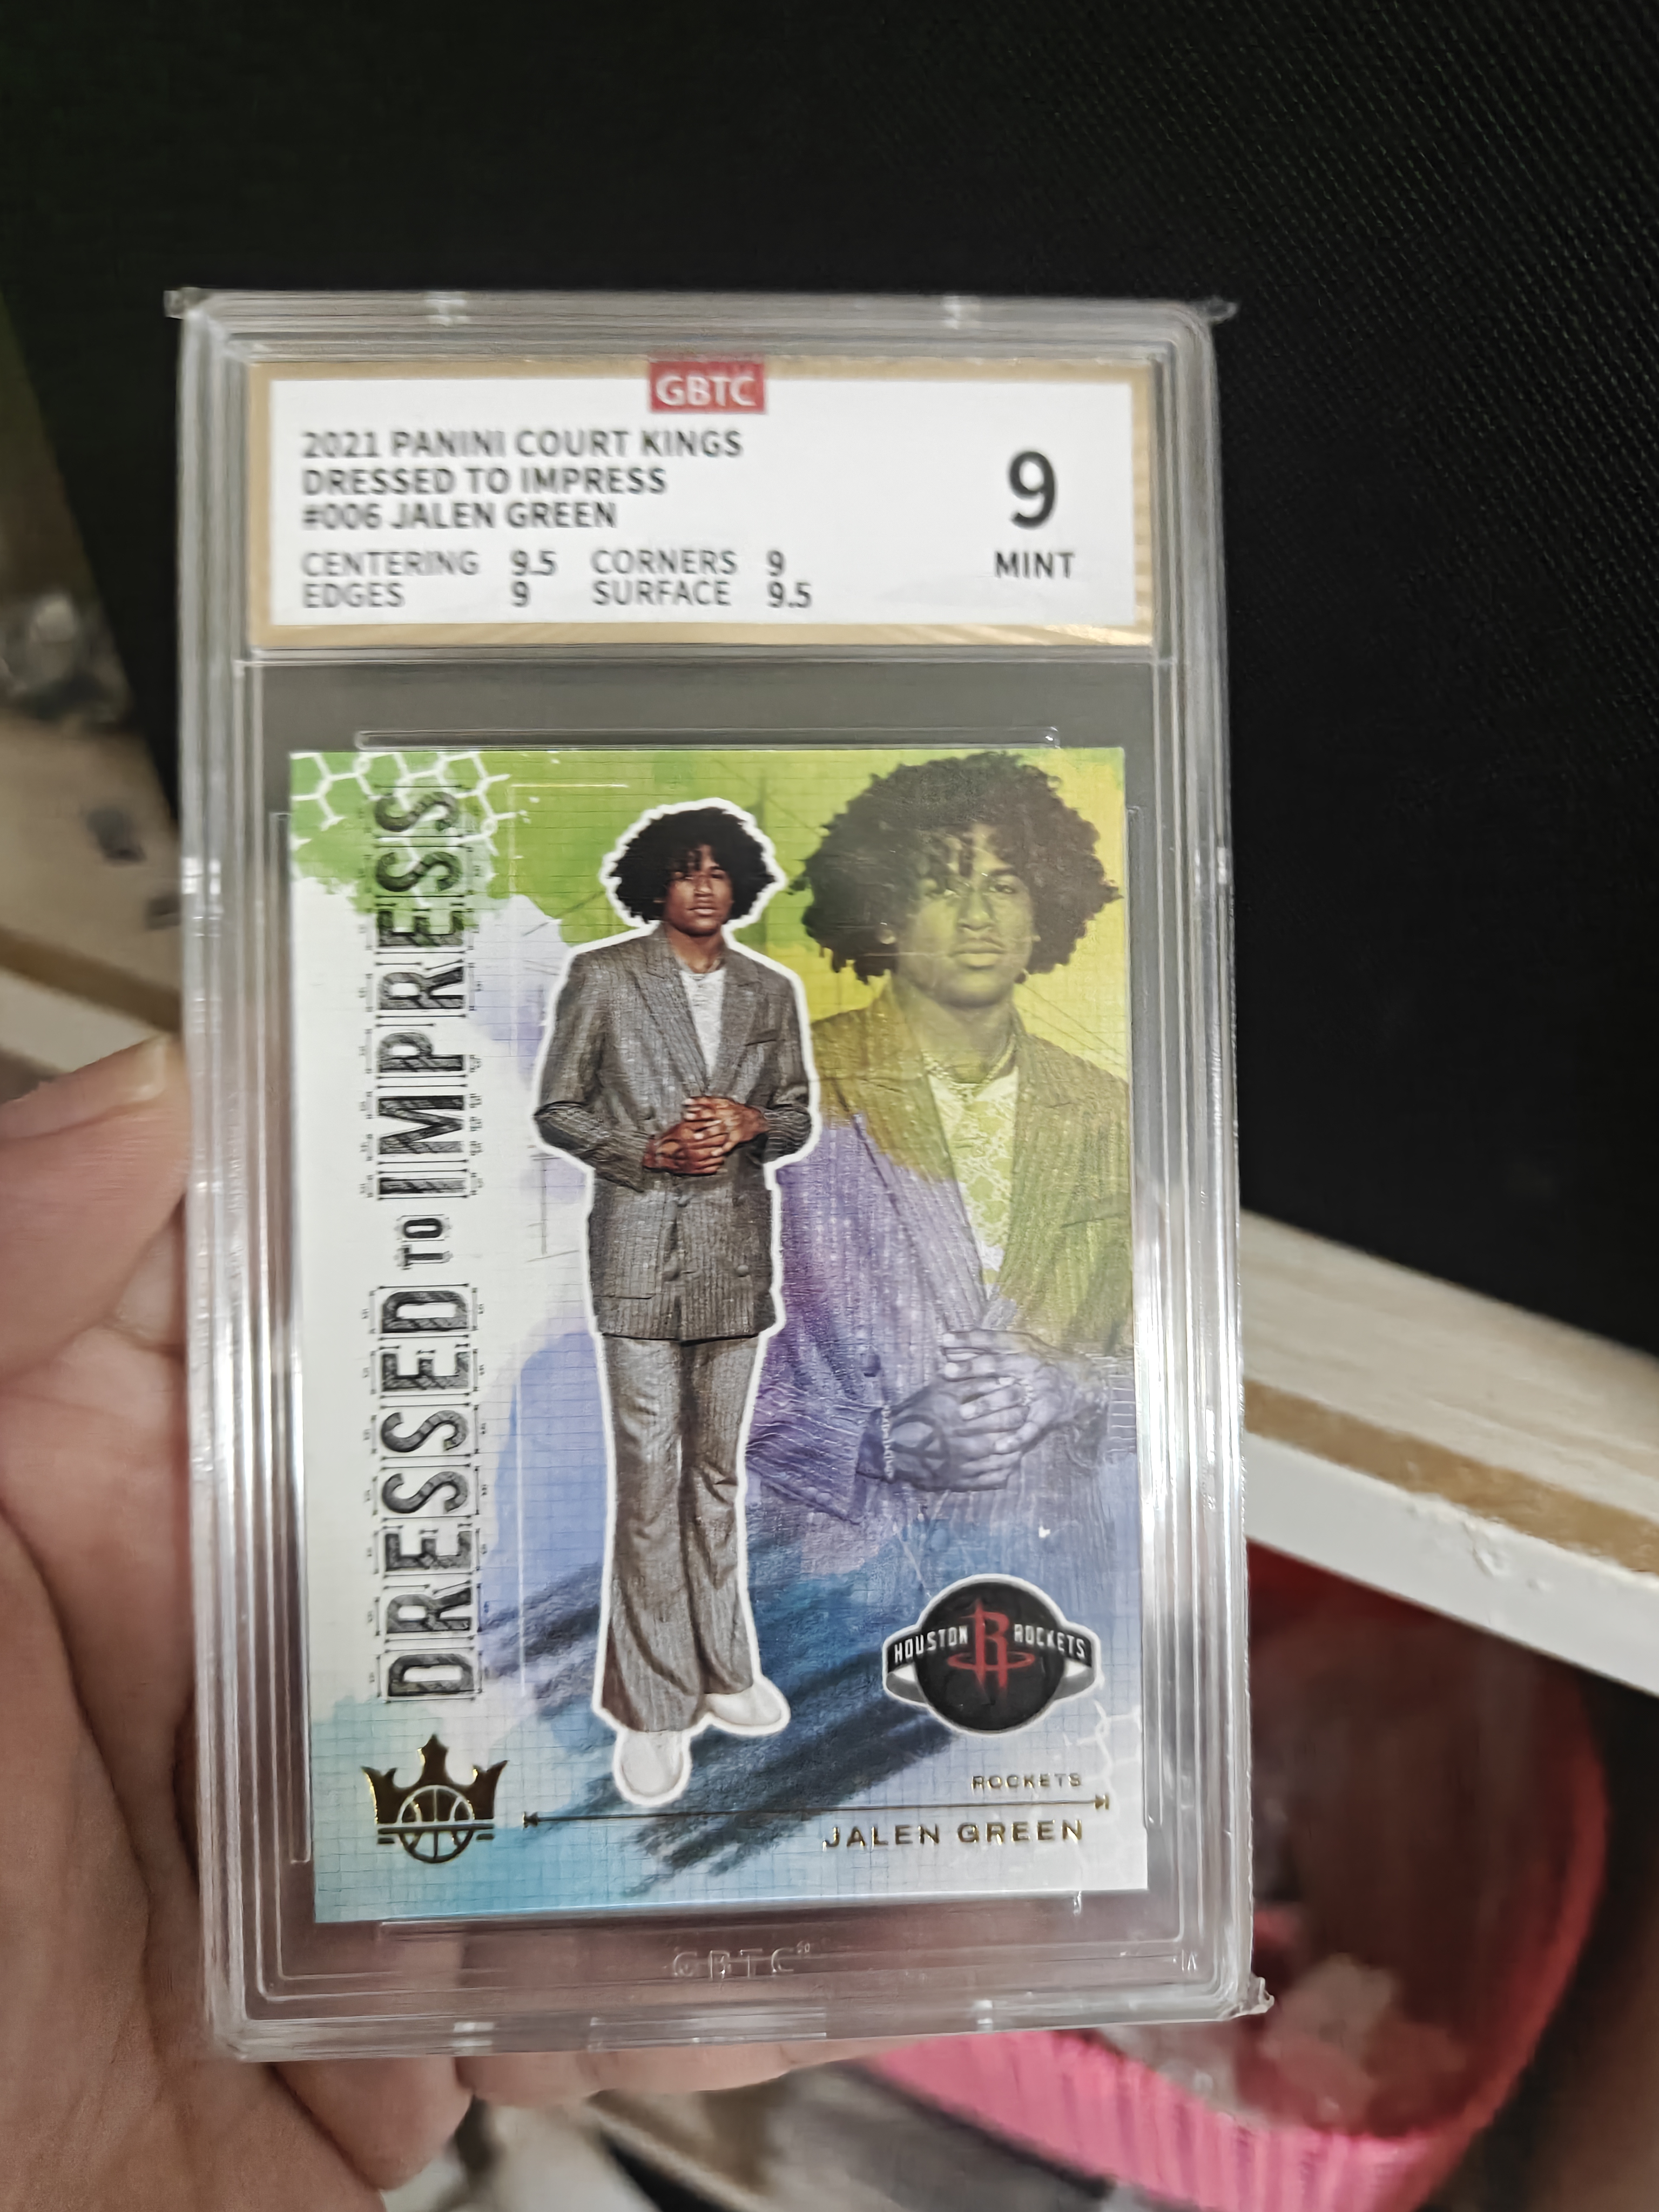 GBTC
2021 PANINI COURT KINGS
DRESSED TO IMPRESS
#006 JALEN GREEN
CENTERING 9.5 CORNERS 9
EDGES 9 SURFACE 9.5
9
MINT
DRESSED TO IMPRESS
HOUSTON R ROCKETS
ROCKETS
JALEN GREEN
GBTC